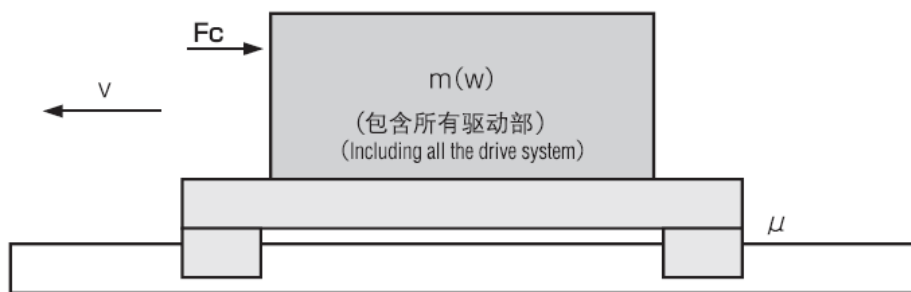 Fc
v
m(w)
(包含所有驱动部)
(Including all the drive system)
μ